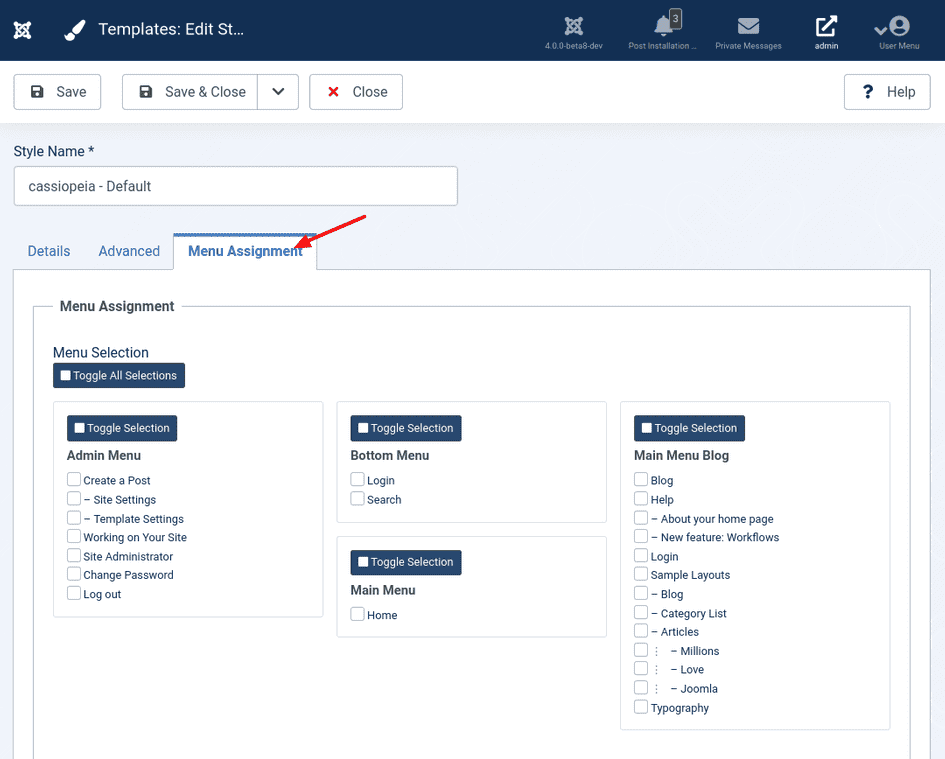 Templates: Edit St...
3
4.0.0-beta8-dev
Post Installation ...
Private Messages
admin
User Menu
Save
Save & Close
Close
? Help
Style Name *
cassiopeia - Default
Details
Advanced
Menu Assignment
Menu Assignment
Menu Selection
Toggle All Selections
Toggle Selection
Admin Menu
Create a Post
– Site Settings
– Template Settings
Working on Your Site
Site Administrator
Change Password
Log out
Toggle Selection
Bottom Menu
Login
Search
Toggle Selection
Main Menu
Home
Toggle Selection
Main Menu Blog
Blog
Help
– About your home page
– New feature: Workflows
Login
Sample Layouts
– Blog
– Category List
– Articles
⋮ – Millions
⋮ – Love
⋮ – Joomla
Typography